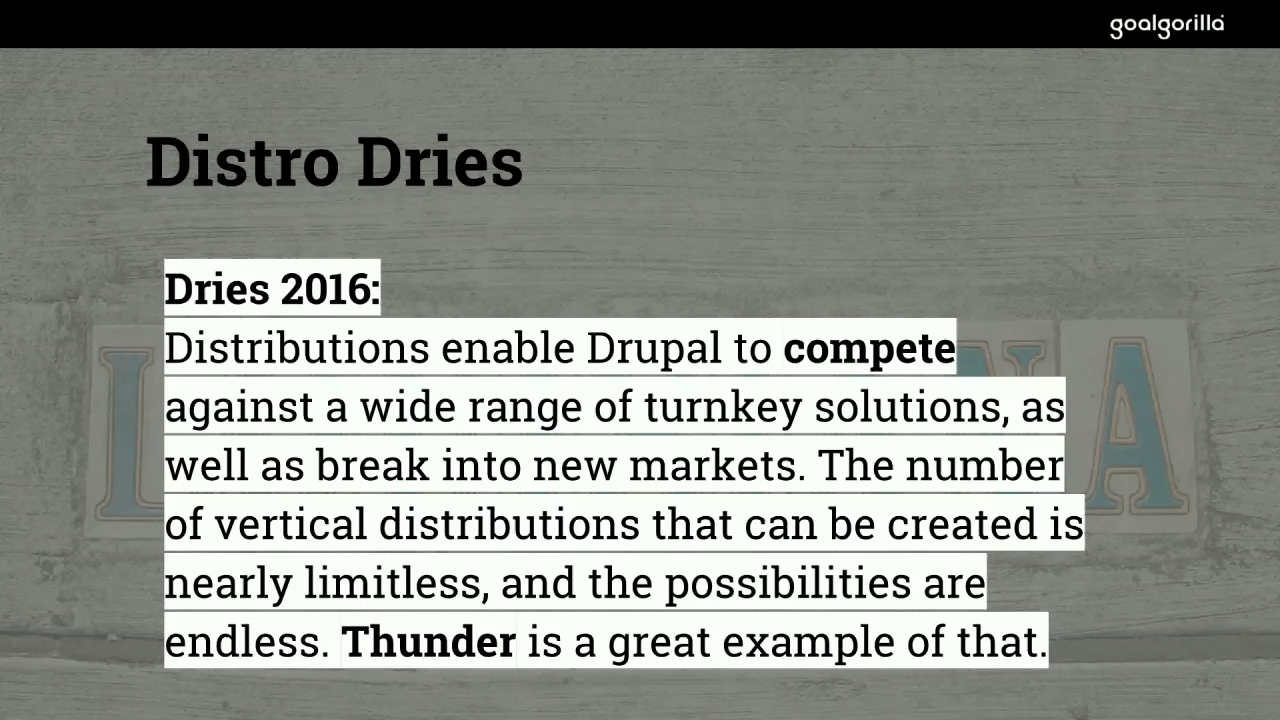 goalgorilla
Distro Dries
Dries 2016:
Distributions enable Drupal to compete
against a wide range of turnkey solutions, as
well as break into new markets. The number
of vertical distributions that can be created is
nearly limitless, and the possibilities are
endless. Thunder is a great example of that.